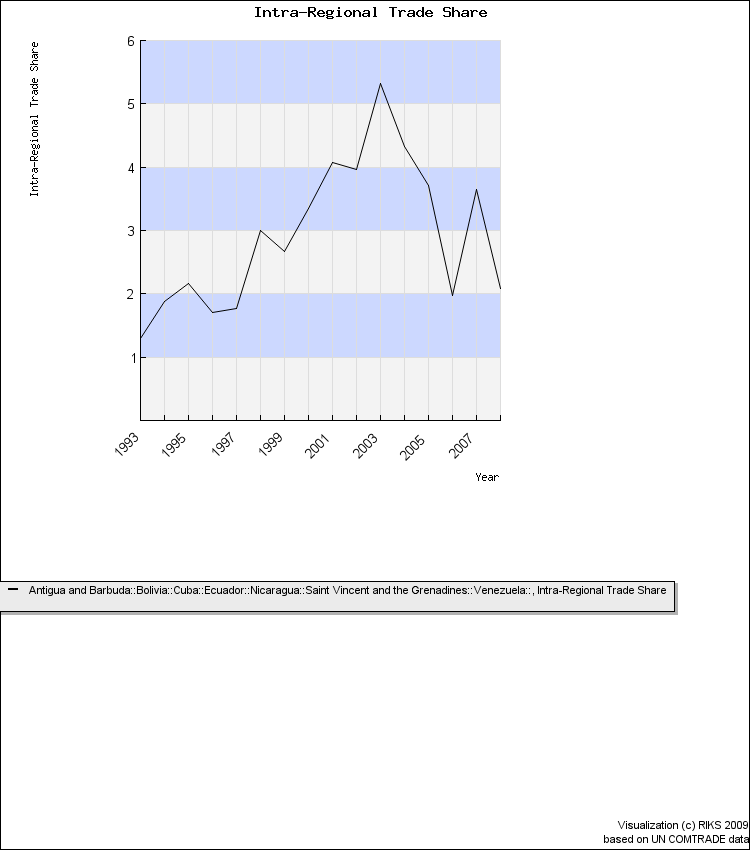 Intra-Regional Trade Share
Intra-Regional Trade Share
6
5
4
3
2
1
1993
1995
1997
1999
2001
2003
2005
2007
Year
Antigua and Barbuda::Bolivia::Cuba::Ecuador::Nicaragua::Saint Vincent and the Grenadines::Venezuela::, Intra-Regional Trade Share
Visualization (c) RIKS 2009
based on UN COMTRADE data